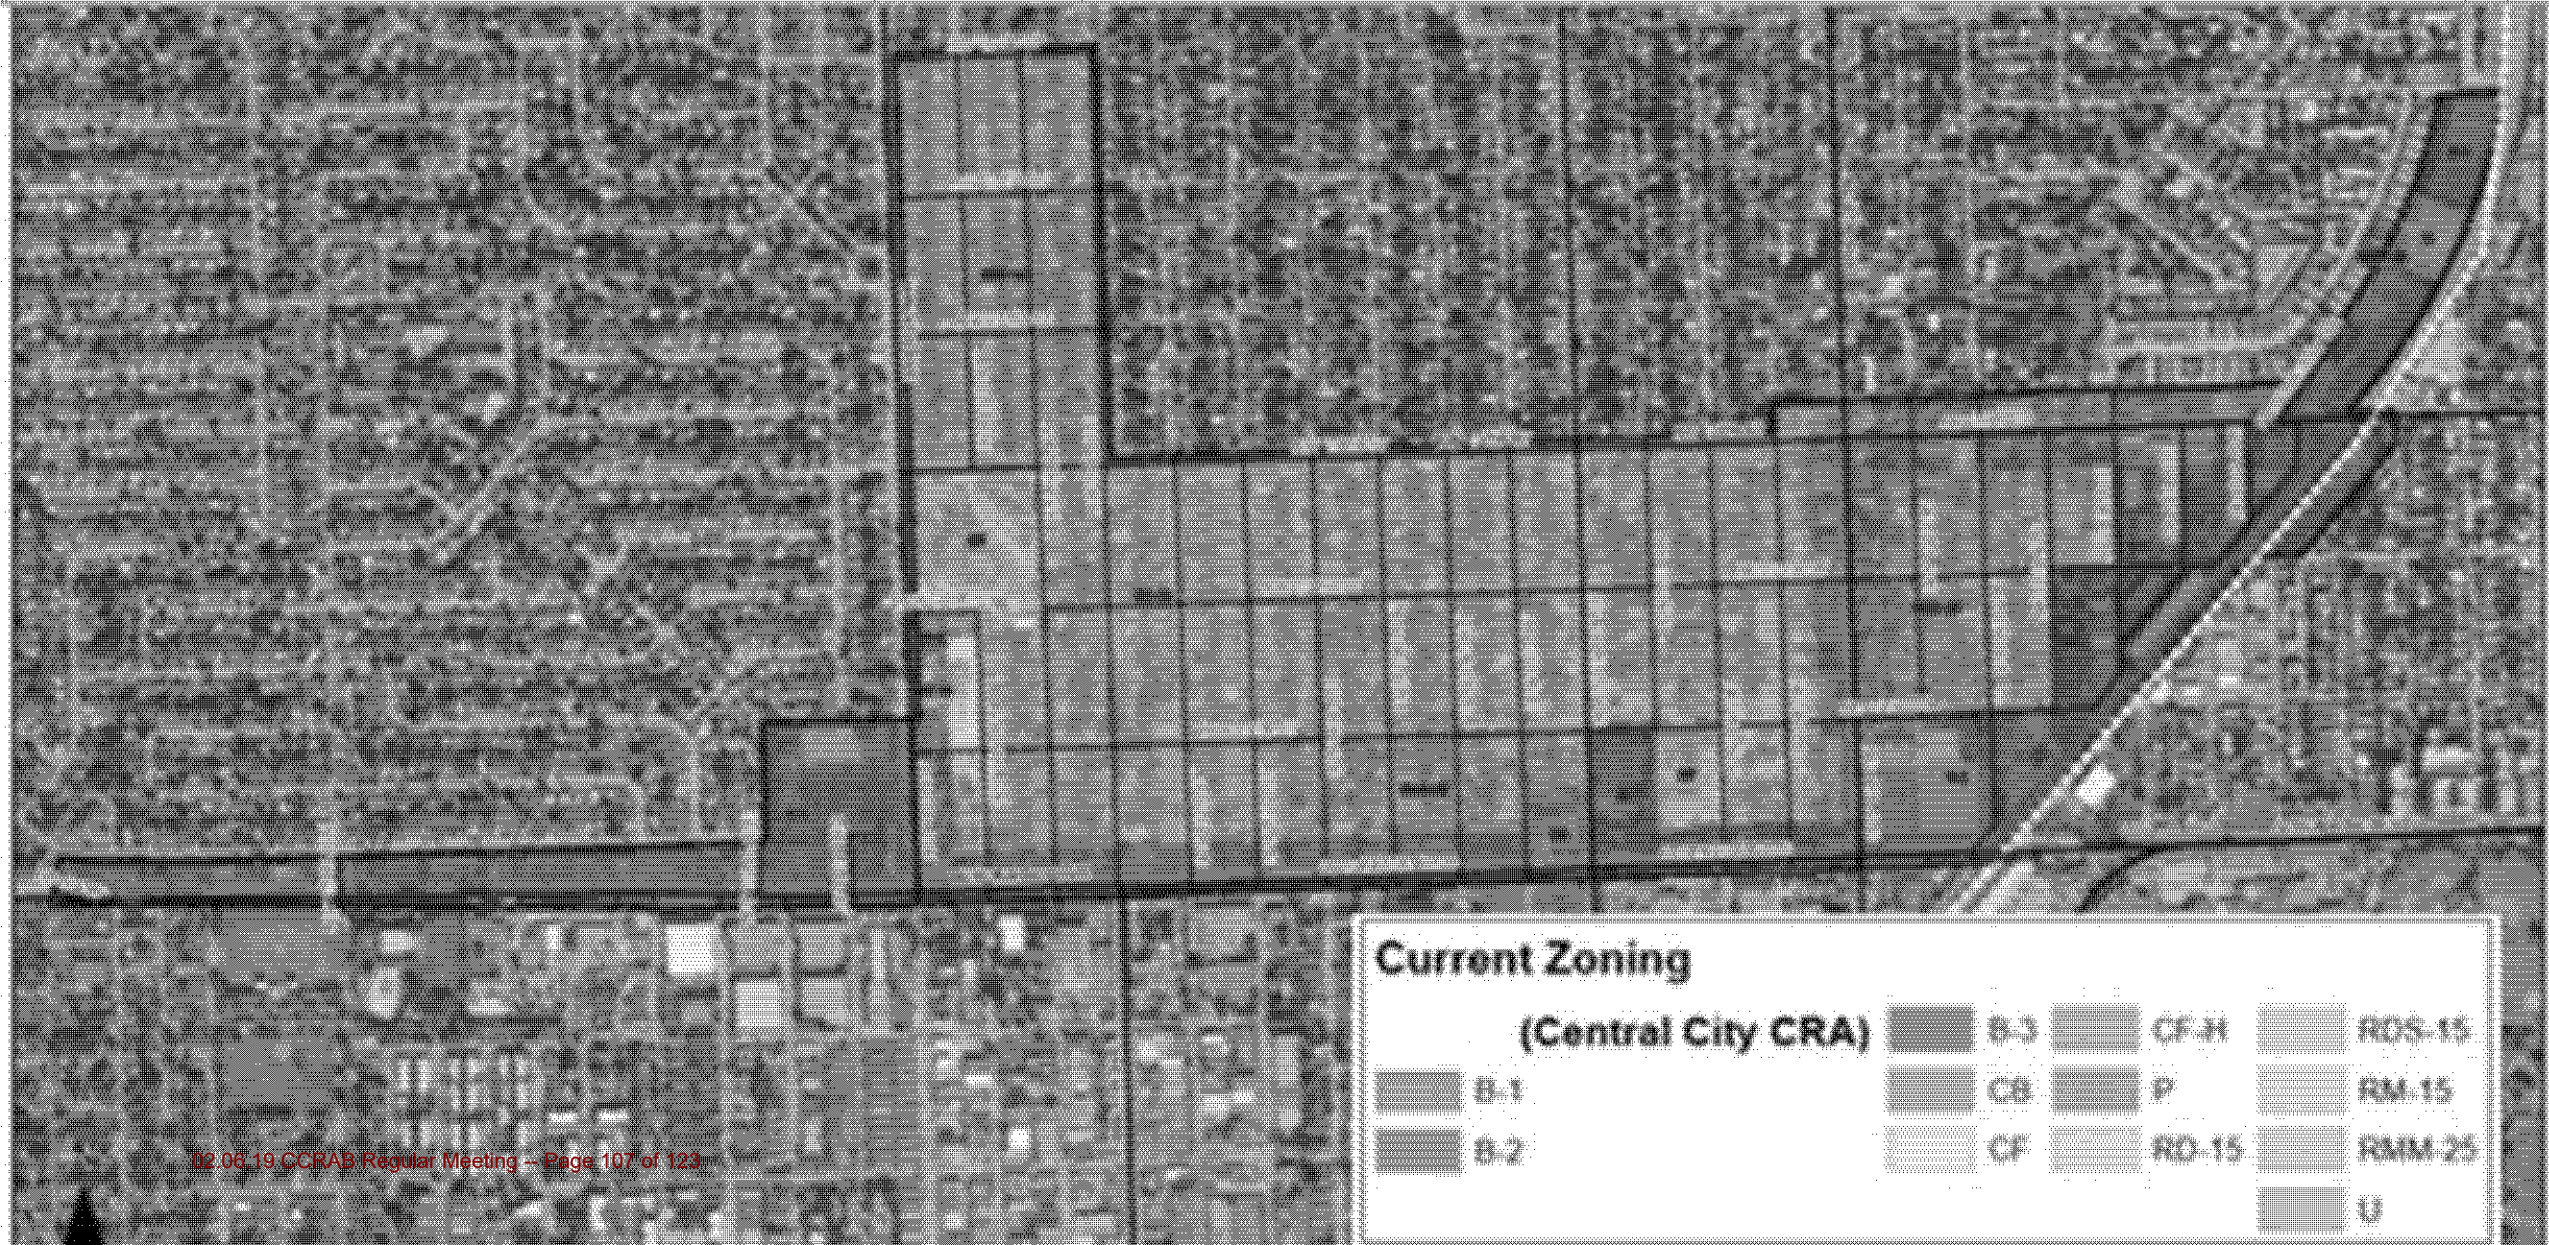 Current Zoning
(Central City CRA)
B-1
B-2
B-3
CB
CF
CF-H
P
RD-15
RDS-15
RM-15
RMM-25
U
02.06.19 CCRAB Regular Meeting -- Page 107 of 123